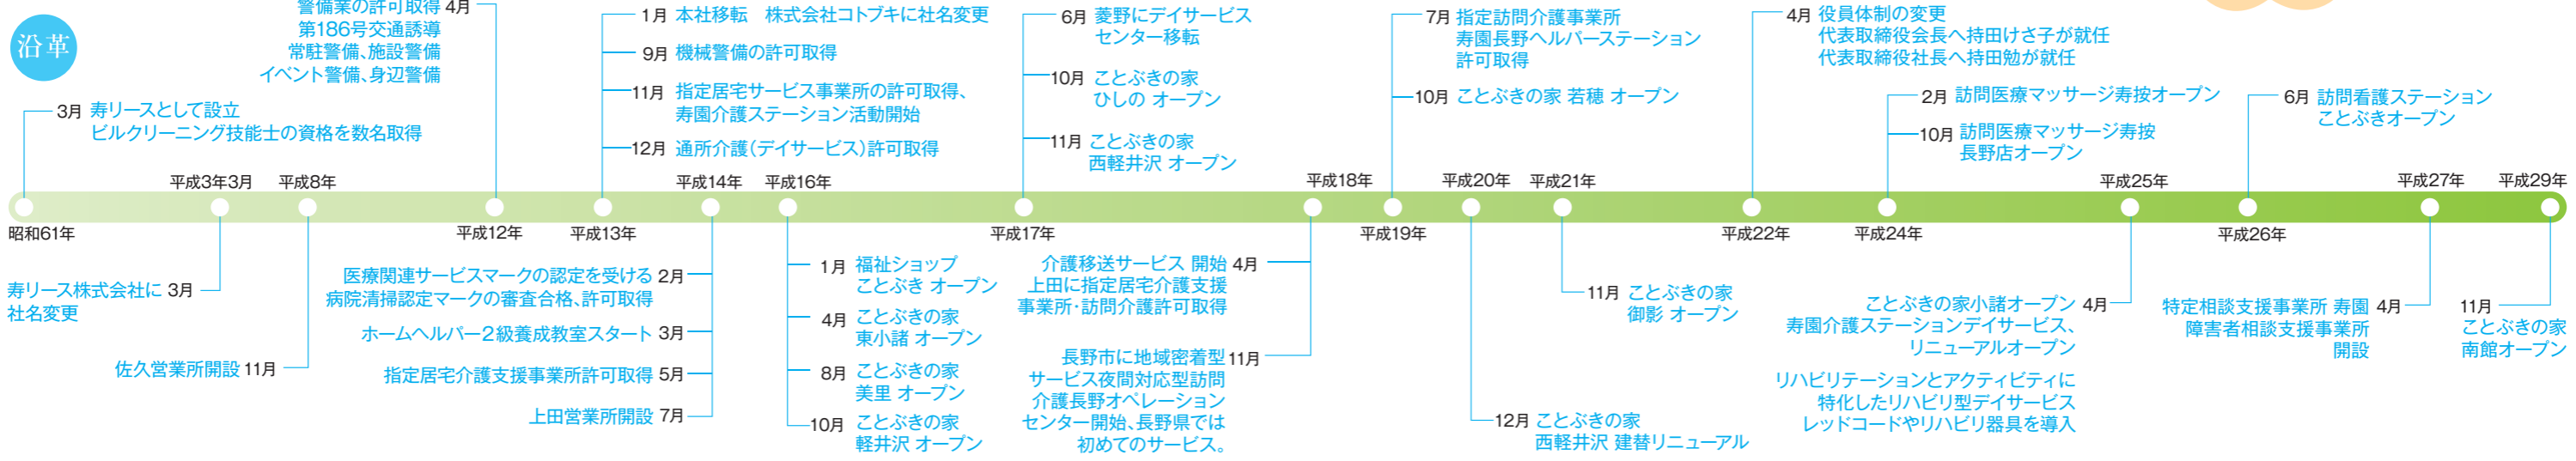 沿革
昭和61年
3月 寿リースとして設立
ビルクリーニング技能士の資格を数名取得
平成3年3月
寿リース株式会社に 3月
社名変更
平成8年
佐久営業所開設 11月
平成12年
警備業の許可取得 4月
第186号交通誘導
常駐警備、施設警備
イベント警備、身辺警備
平成13年
1月 本社移転　株式会社コトブキに社名変更
9月 機械警備の許可取得
11月 指定居宅サービス事業所の許可取得、
寿園介護ステーション活動開始
12月 通所介護（デイサービス）許可取得
平成14年
医療関連サービスマークの認定を受ける 2月
病院清掃認定マークの審査合格、許可取得
ホームヘルパー2級養成教室スタート 3月
指定居宅介護支援事業所許可取得 5月
上田営業所開設 7月
平成16年
1月 福祉ショップ
ことぶき オープン
4月 ことぶきの家
東小諸 オープン
8月 ことぶきの家
美里 オープン
10月 ことぶきの家
軽井沢 オープン
平成17年
6月 菱野にデイサービス
センター移転
10月 ことぶきの家
ひしの オープン
11月 ことぶきの家
西軽井沢 オープン
平成18年
介護移送サービス 開始 4月
上田に指定居宅介護支援
事業所・訪問介護許可取得
長野市に地域密着型 11月
サービス夜間対応型訪問
介護長野オペレーション
センター開始、長野県では
初めてのサービス。
平成19年
7月 指定訪問介護事業所
寿園長野ヘルパーステーション
許可取得
10月 ことぶきの家 若穂 オープン
平成20年
12月 ことぶきの家
西軽井沢 建替リニューアル
平成21年
11月 ことぶきの家
御影 オープン
平成22年
4月 役員体制の変更
代表取締役会長へ持田けさ子が就任
代表取締役社長へ持田勉が就任
平成24年
2月 訪問医療マッサージ寿按オープン
10月 訪問医療マッサージ寿按
長野店オープン
平成25年
ことぶきの家小諸オープン 4月
寿園介護ステーションデイサービス、
リニューアルオープン
リハビリテーションとアクティビティに
特化したリハビリ型デイサービス
レッドコードやリハビリ器具を導入
平成26年
6月 訪問看護ステーション
ことぶきオープン
平成27年
特定相談支援事業所 寿園 4月
障害者相談支援事業所
開設
平成29年
11月
ことぶきの家
南館オープン